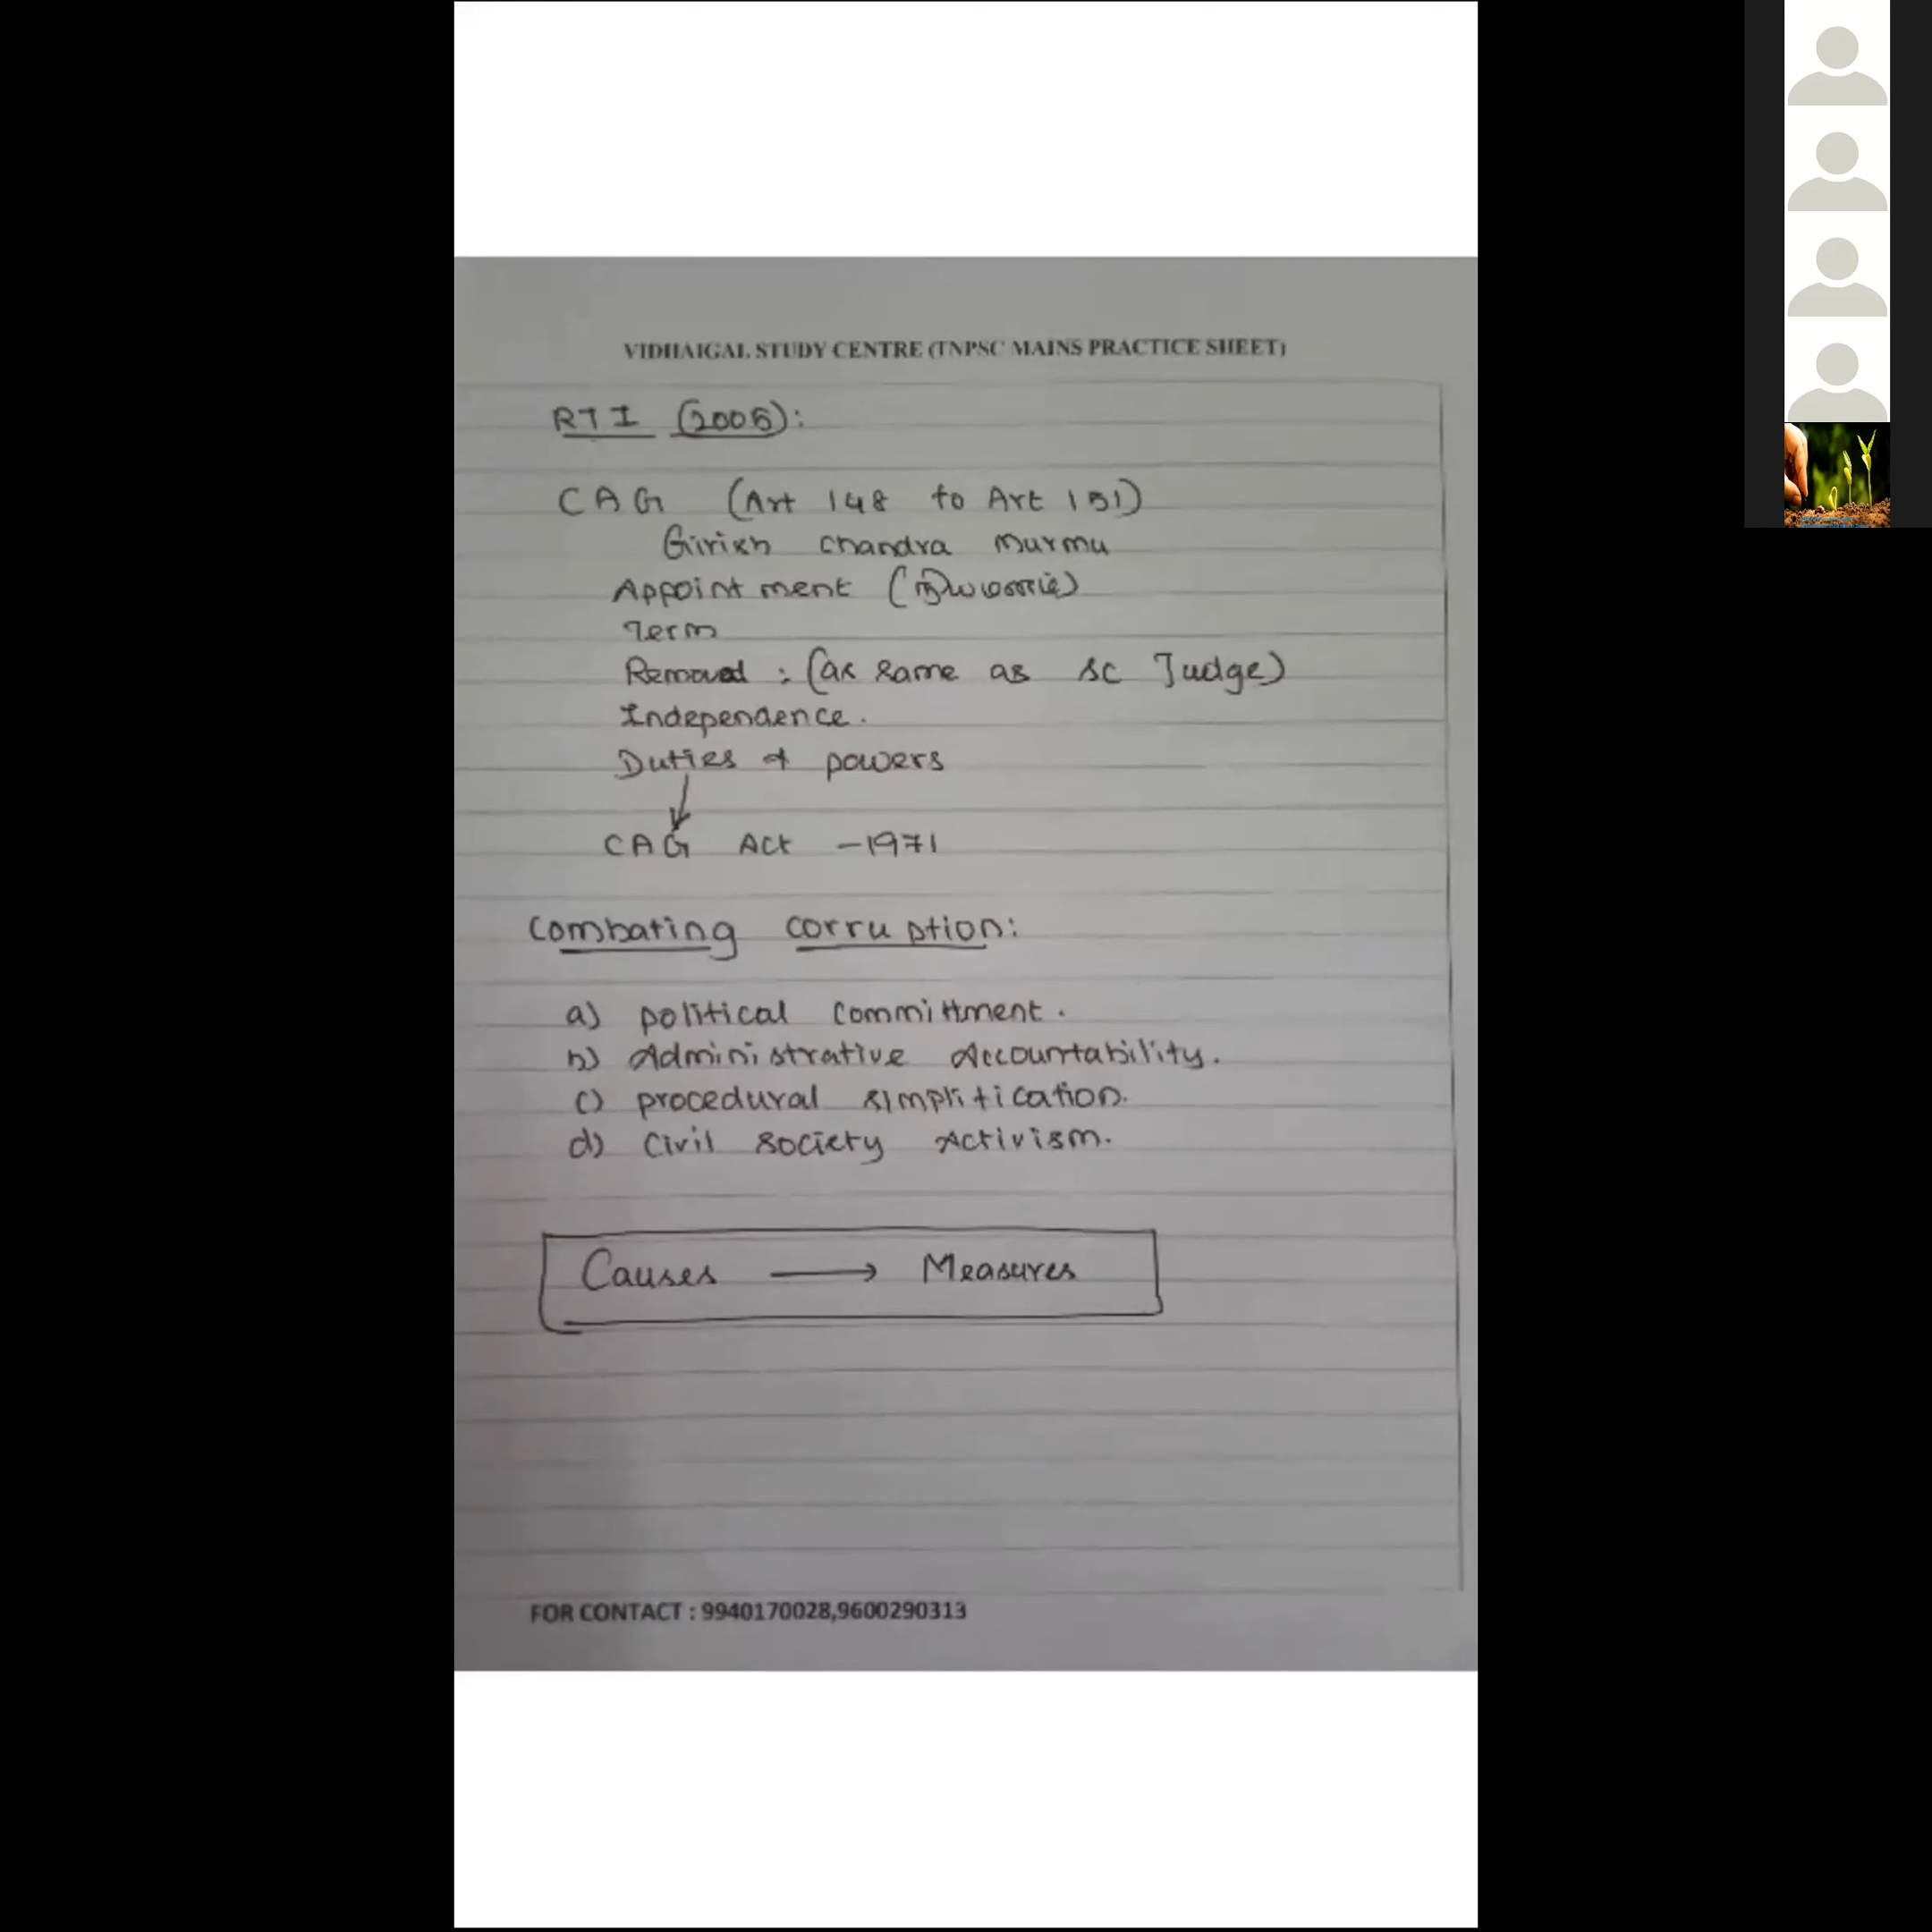 VIDHAIGAL STUDY CENTRE (TNPSC MAINS PRACTICE SHEET)
RTI (2005):
CAG (Art 148 to Art 151)
Girish Chandra Murmu
Appointment (நியமனம்)
Term
Removal : (as same as SC Judge)
Independence.
Duties & powers
CAG Act - 1971
Combating corruption:
a) political committment.
b) Administrative Accountability.
c) procedural simplification.
d) Civil society Activism.
Causes → Measures
FOR CONTACT : 9940170028,9600290313